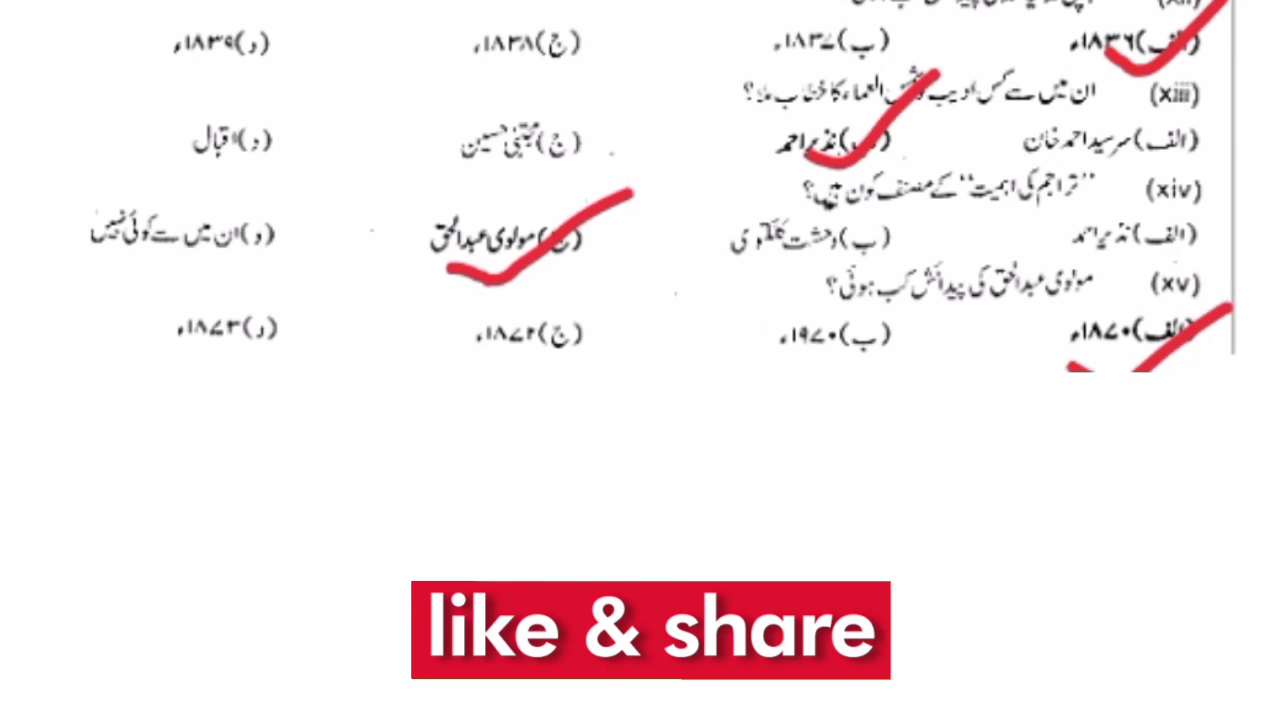 (xii)
(الف) ۱۸۳۶ء (ب) ۱۸۳۷ء (ج) ۱۸۳۸ء (د) ۱۸۳۹ء
(xiii) ان میں سے کس ادیب کو شمس العماء کا خطاب ملا؟
(الف) سرسید احمد خان (ب) نذیر احمد (ج) مجتبیٰ حسین (د) اقبال
(xiv) ”تراجم کی اہمیت“ کے مصنف کون ہیں؟
(الف) نذیر احمد (ب) وحشت کلکتوی (ج) مولوی عبدالحق (د) ان میں سے کوئی نہیں
(xv) مولوی عبدالحق کی پیدائش کب ہوئی؟
(الف) ۱۸۷۰ء (ب) ۱۹۷۰ء (ج) ۱۸۷۲ء (د) ۱۸۷۳ء
like & share